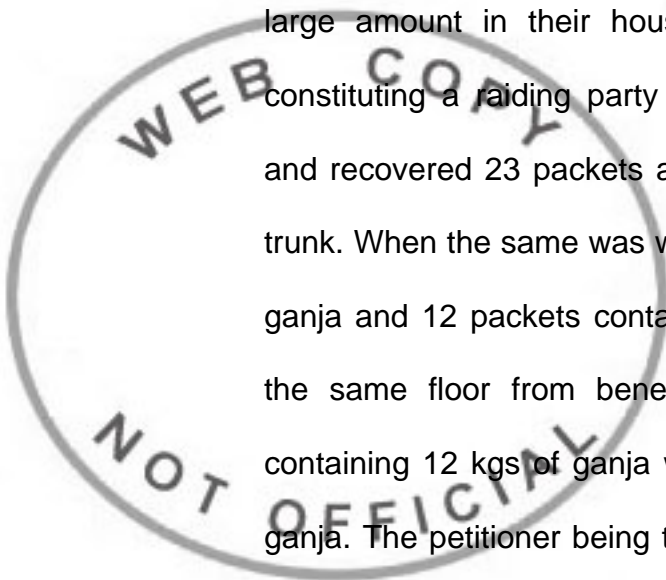 large amount in their hous
constituting a raiding party
and recovered 23 packets a
trunk. When the same was w
ganja and 12 packets conta
the same floor from bene
containing 12 kgs of ganja w
ganja. The petitioner being t
WEB COPY
NOT OFFICIAL